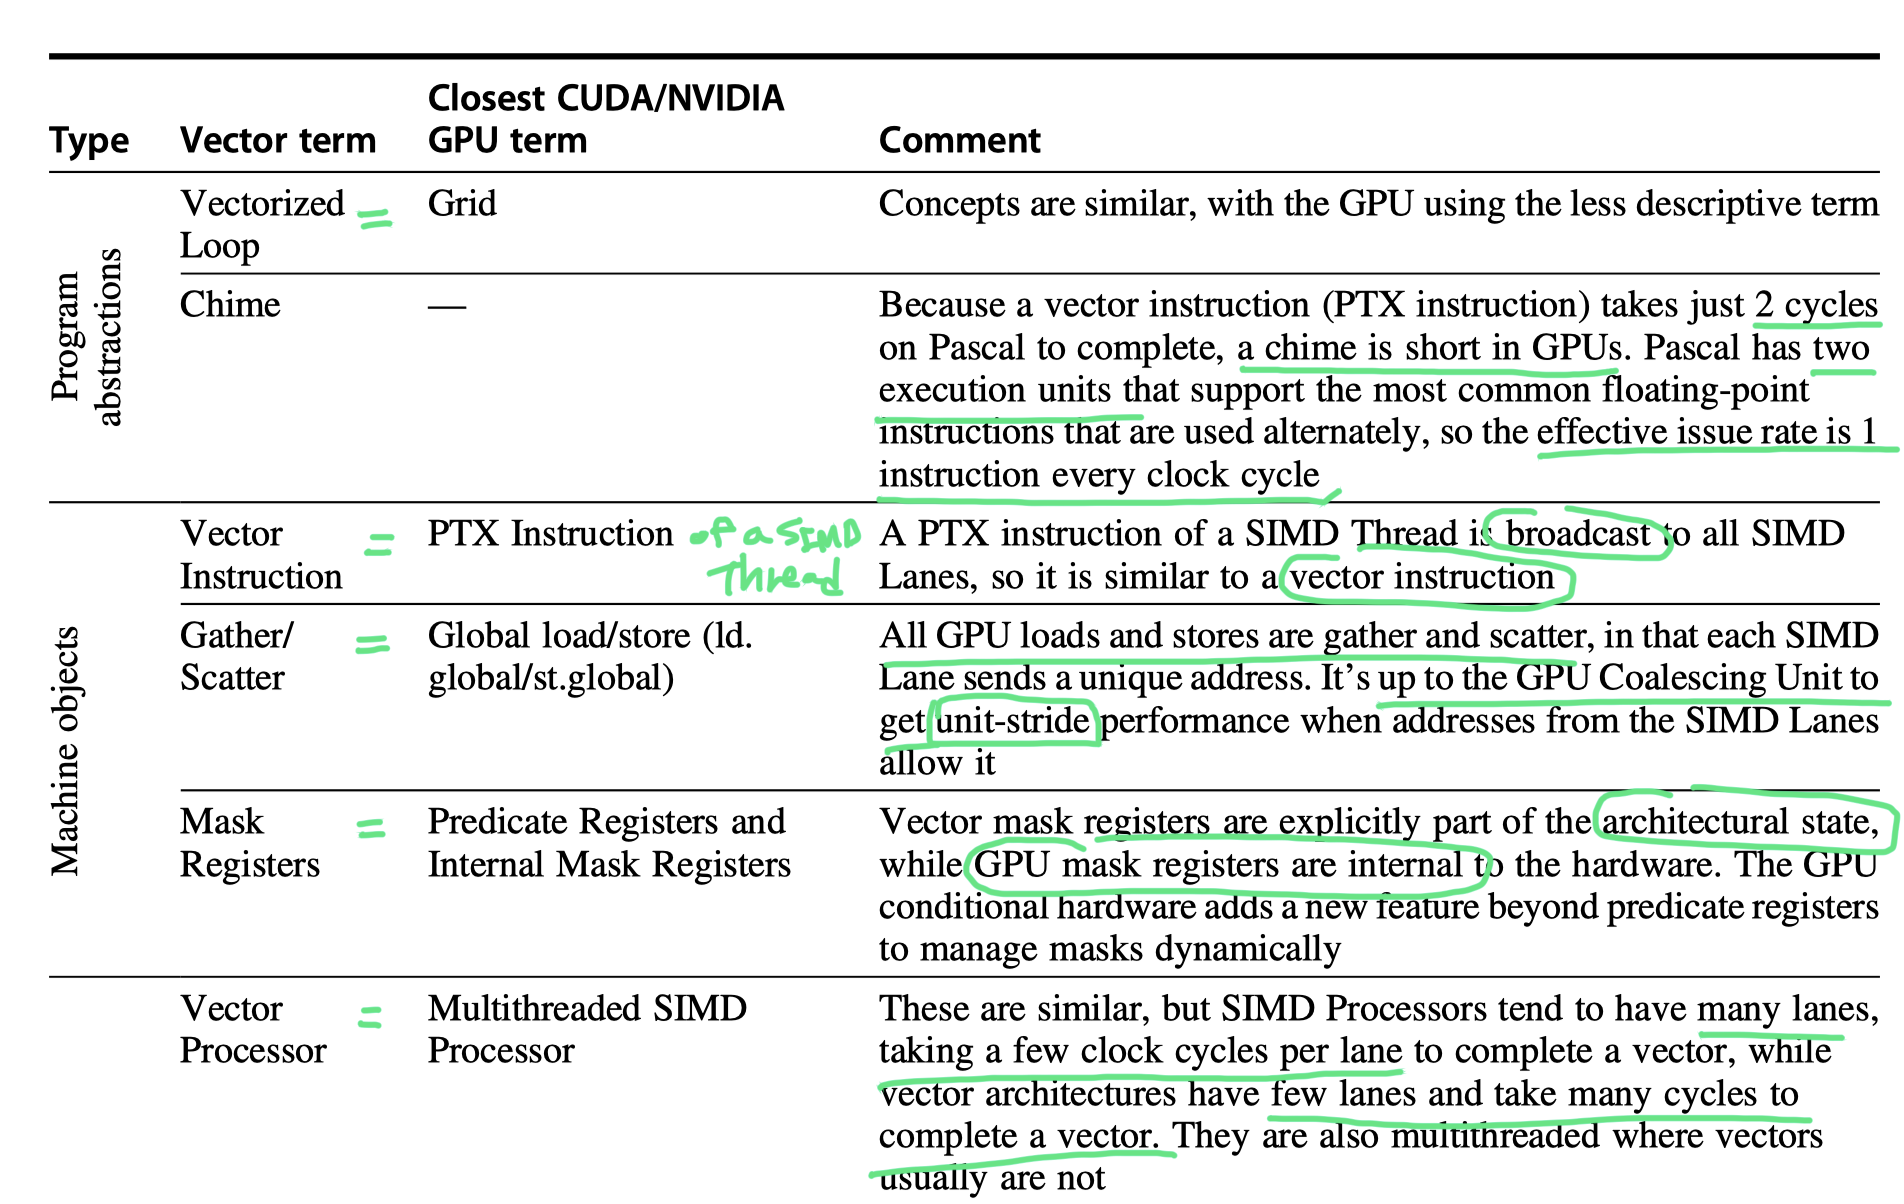 Closest CUDA/NVIDIA
Type Vector term GPU term Comment
Program abstractions
Vectorized = Grid Concepts are similar, with the GPU using the less descriptive term
Loop
Chime — Because a vector instruction (PTX instruction) takes just 2 cycles
on Pascal to complete, a chime is short in GPUs. Pascal has two
execution units that support the most common floating-point
instructions that are used alternately, so the effective issue rate is 1
instruction every clock cycle
Machine objects
Vector = PTX Instruction of a SIMD A PTX instruction of a SIMD Thread is broadcast to all SIMD
Instruction Thread Lanes, so it is similar to a vector instruction
Gather/ = Global load/store (ld. All GPU loads and stores are gather and scatter, in that each SIMD
Scatter global/st.global) Lane sends a unique address. It's up to the GPU Coalescing Unit to
get unit-stride performance when addresses from the SIMD Lanes
allow it
Mask = Predicate Registers and Vector mask registers are explicitly part of the architectural state,
Registers Internal Mask Registers while GPU mask registers are internal to the hardware. The GPU
conditional hardware adds a new feature beyond predicate registers
to manage masks dynamically
Vector = Multithreaded SIMD These are similar, but SIMD Processors tend to have many lanes,
Processor Processor taking a few clock cycles per lane to complete a vector, while
vector architectures have few lanes and take many cycles to
complete a vector. They are also multithreaded where vectors
usually are not